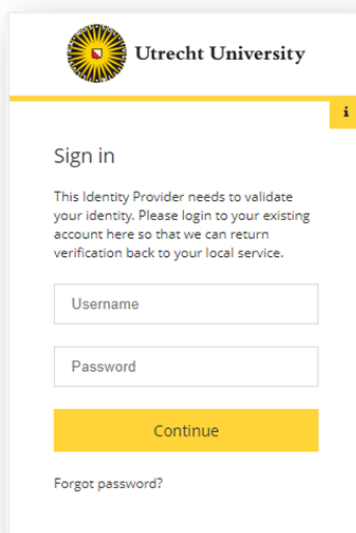 Utrecht University
i
Sign in
This Identity Provider needs to validate
your identity. Please login to your existing
account here so that we can return
verification back to your local service.
Username
Password
Continue
Forgot password?